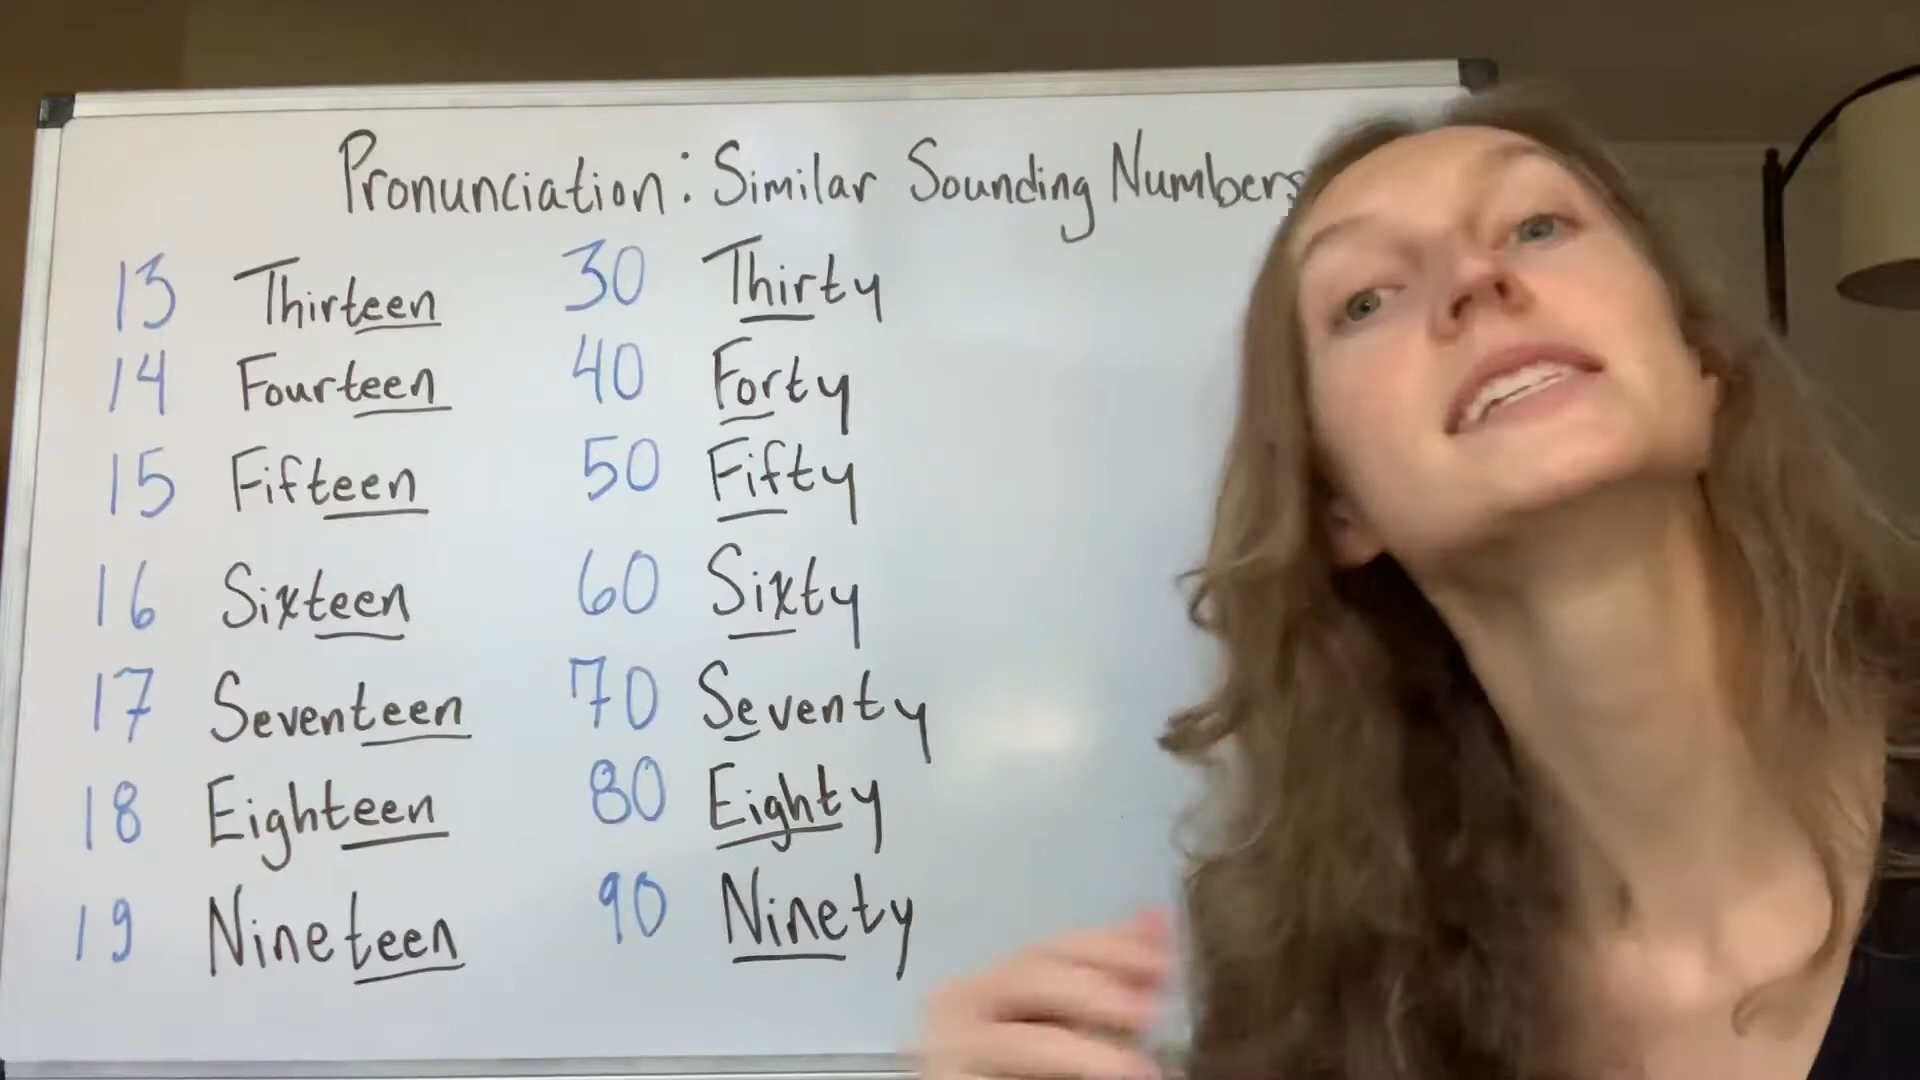 Pronunciation: Similar Sounding Numbers
13 Thirteen 30 Thirty
14 Fourteen 40 Forty
15 Fifteen 50 Fifty
16 Sixteen 60 Sixty
17 Seventeen 70 Seventy
18 Eighteen 80 Eighty
19 Nineteen 90 Ninety